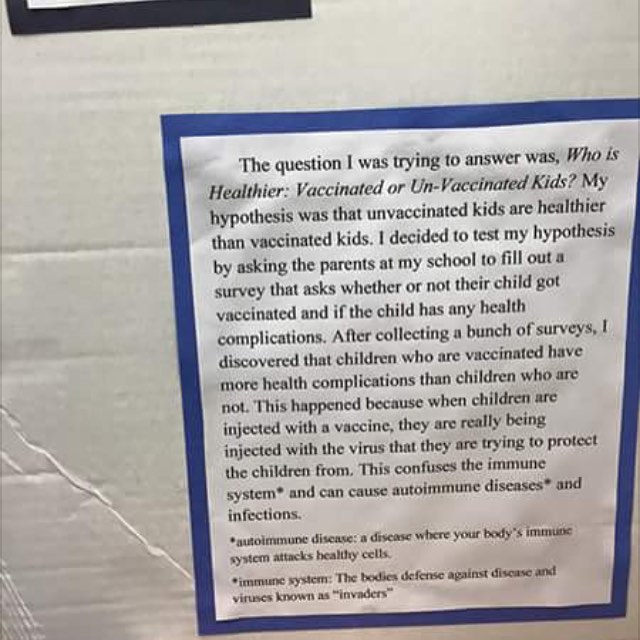 The question I was trying to answer was, Who is
Healthier: Vaccinated or Un-Vaccinated Kids? My
hypothesis was that unvaccinated kids are healthier
than vaccinated kids. I decided to test my hypothesis
by asking the parents at my school to fill out a
survey that asks whether or not their child got
vaccinated and if the child has any health
complications. After collecting a bunch of surveys, I
discovered that children who are vaccinated have
more health complications than children who are
not. This happened because when children are
injected with a vaccine, they are really being
injected with the virus that they are trying to protect
the children from. This confuses the immune
system* and can cause autoimmune diseases* and
infections.
*autoimmune disease: a disease where your body's immune
system attacks healthy cells.
*immune system: The bodies defense against disease and
viruses known as "invaders"